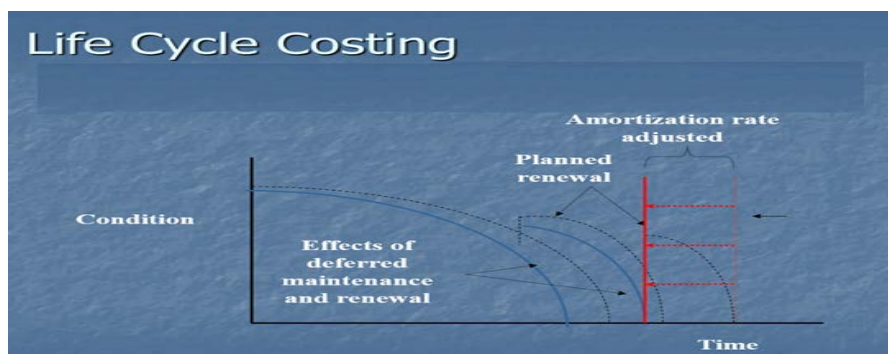 Life Cycle Costing
Amortization rate
adjusted
Planned
renewal
Condition
Effects of
deferred
maintenance
and renewal
Time